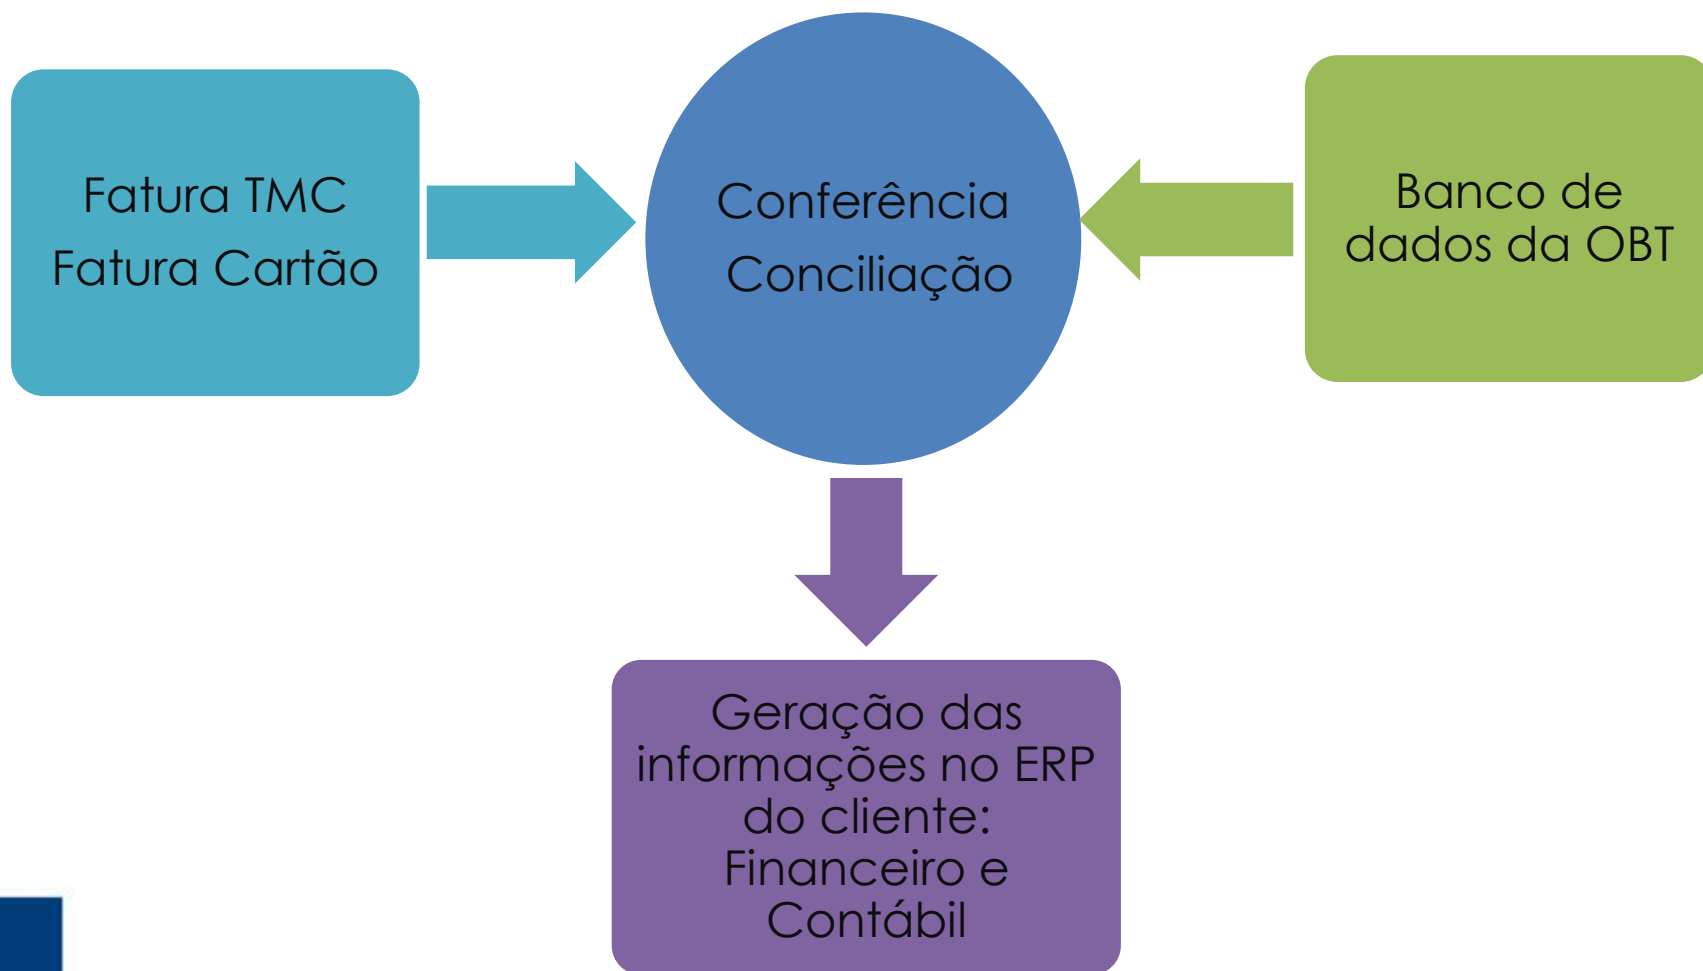 Fatura TMC
Fatura Cartão
Conferência
Conciliação
Banco de
dados da OBT
Geração das
informações no ERP
do cliente:
Financeiro e
Contábil